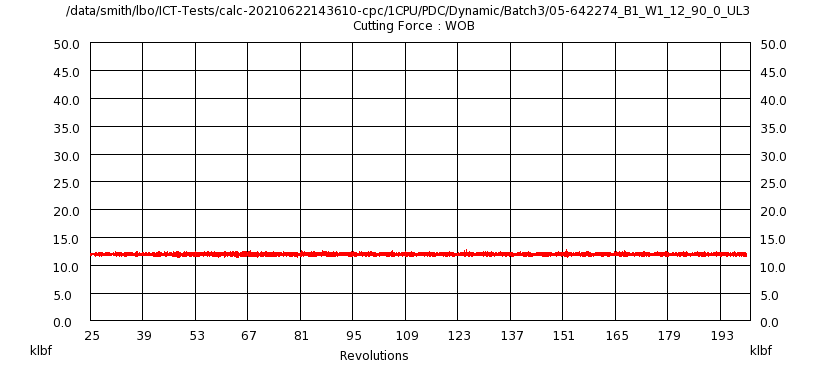 /data/smith/lbo/ICT-Tests/calc-20210622143610-cpc/1CPU/PDC/Dynamic/Batch3/05-642274_B1_W1_12_90_0_UL3
Cutting Force : WOB
50.0 50.0
45.0 45.0
40.0 40.0
35.0 35.0
30.0 30.0
25.0 25.0
20.0 20.0
15.0 15.0
10.0 10.0
5.0 5.0
0.0 0.0
25 39 53 67 81 95 109 123 137 151 165 179 193
klbf klbf
Revolutions